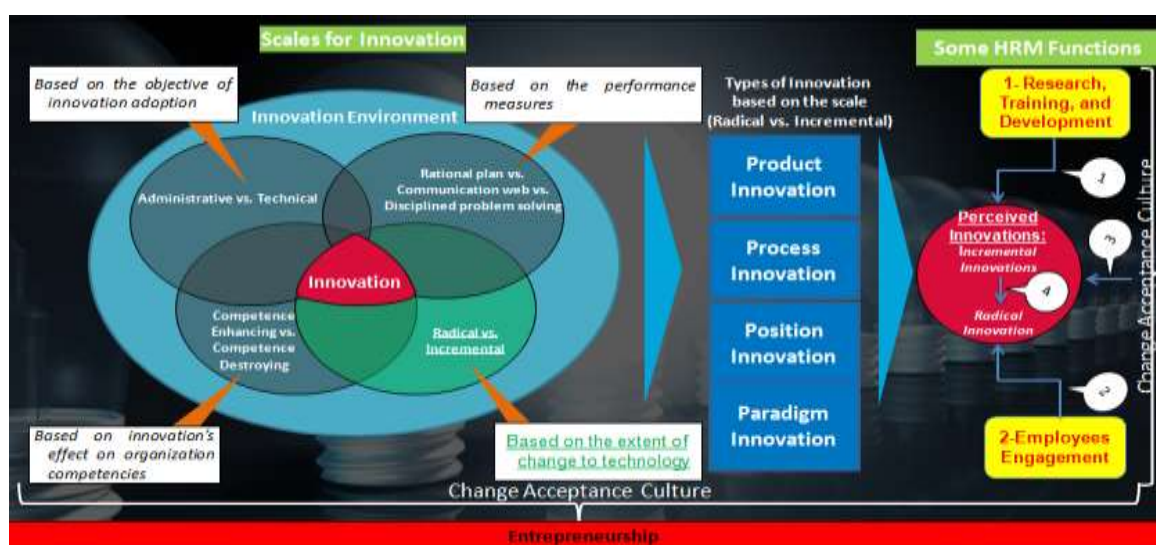 Scales for Innovation
Some HRM Functions
Based on the objective of
innovation adoption
Based on the performance
measures
Innovation Environment
Administrative vs. Technical
Rational plan vs.
Communication web vs.
Disciplined problem solving
Innovation
Competence
Enhancing vs.
Competence
Destroying
Radical vs.
Incremental
Based on innovation's
effect on organization
competencies
Based on the extent of
change to technology
Types of Innovation
based on the scale
(Radical vs. Incremental)
Product
Innovation
Process
Innovation
Position
Innovation
Paradigm
Innovation
1- Research,
Training, and
Development
1
Perceived
Innovations:
Incremental
Innovations
4
Radical
Innovation
3
2
2-Employees
Engagement
Change Acceptance Culture
Change Acceptance Culture
Entrepreneurship